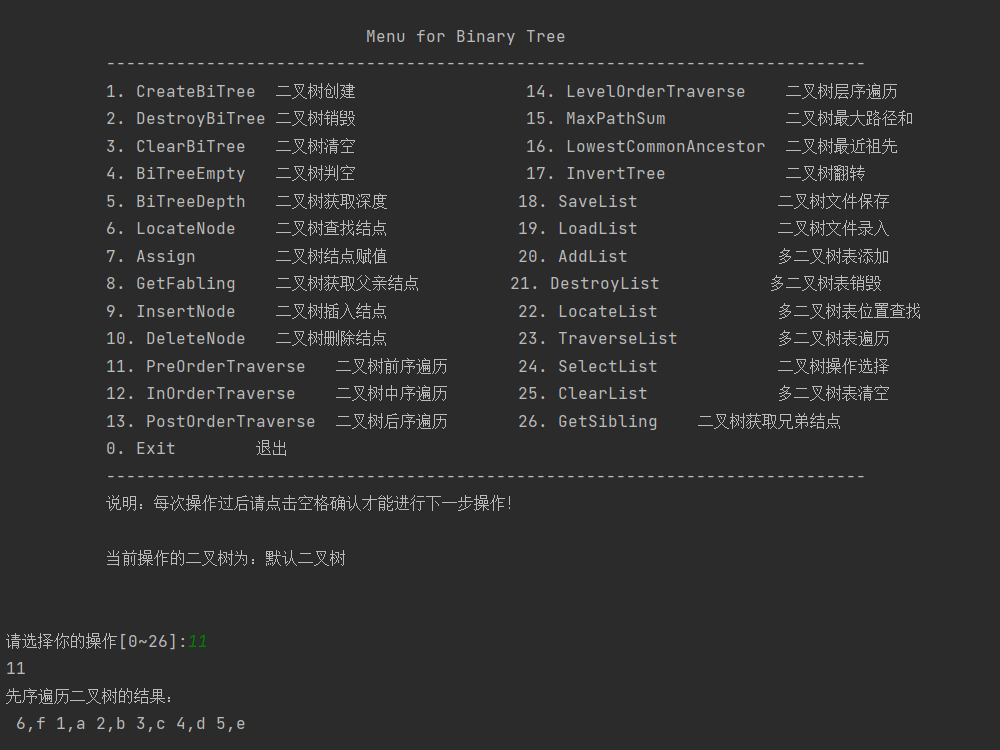 Menu for Binary Tree
---------------------------------------------------------------------------
1. CreateBiTree 二叉树创建 14. LevelOrderTraverse 二叉树层序遍历
2. DestroyBiTree 二叉树销毁 15. MaxPathSum 二叉树最大路径和
3. ClearBiTree 二叉树清空 16. LowestCommonAncestor 二叉树最近祖先
4. BiTreeEmpty 二叉树判空 17. InvertTree 二叉树翻转
5. BiTreeDepth 二叉树获取深度 18. SaveList 二叉树文件保存
6. LocateNode 二叉树查找结点 19. LoadList 二叉树文件录入
7. Assign 二叉树结点赋值 20. AddList 多二叉树表添加
8. GetFabling 二叉树获取父亲结点 21. DestroyList 多二叉树表销毁
9. InsertNode 二叉树插入结点 22. LocateList 多二叉树表位置查找
10. DeleteNode 二叉树删除结点 23. TraverseList 多二叉树表遍历
11. PreOrderTraverse 二叉树前序遍历 24. SelectList 二叉树操作选择
12. InOrderTraverse 二叉树中序遍历 25. ClearList 多二叉树表清空
13. PostOrderTraverse 二叉树后序遍历 26. GetSibling 二叉树获取兄弟结点
0. Exit 退出
---------------------------------------------------------------------------
说明：每次操作过后请点击空格确认才能进行下一步操作！
当前操作的二叉树为：默认二叉树
请选择你的操作[0~26]:11
11
先序遍历二叉树的结果：
6,f 1,a 2,b 3,c 4,d 5,e